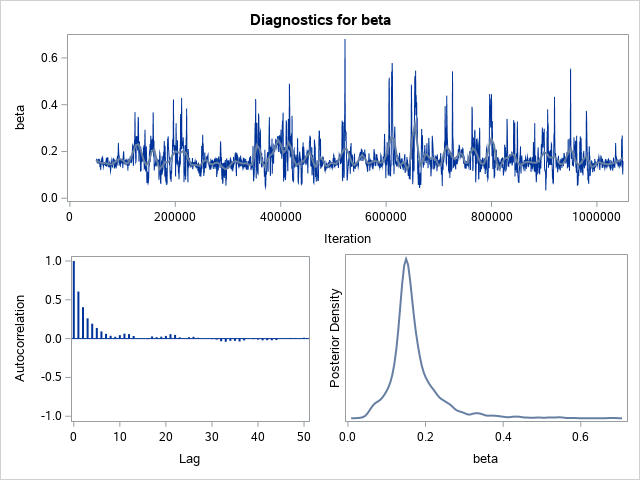 Diagnostics for beta
beta
0.6
0.4
0.2
0.0
0 200000 400000 600000 800000 1000000
Iteration
Autocorrelation
1.0
0.5
0.0
-0.5
-1.0
0 10 20 30 40 50
Lag
Posterior Density
0.0 0.2 0.4 0.6
beta